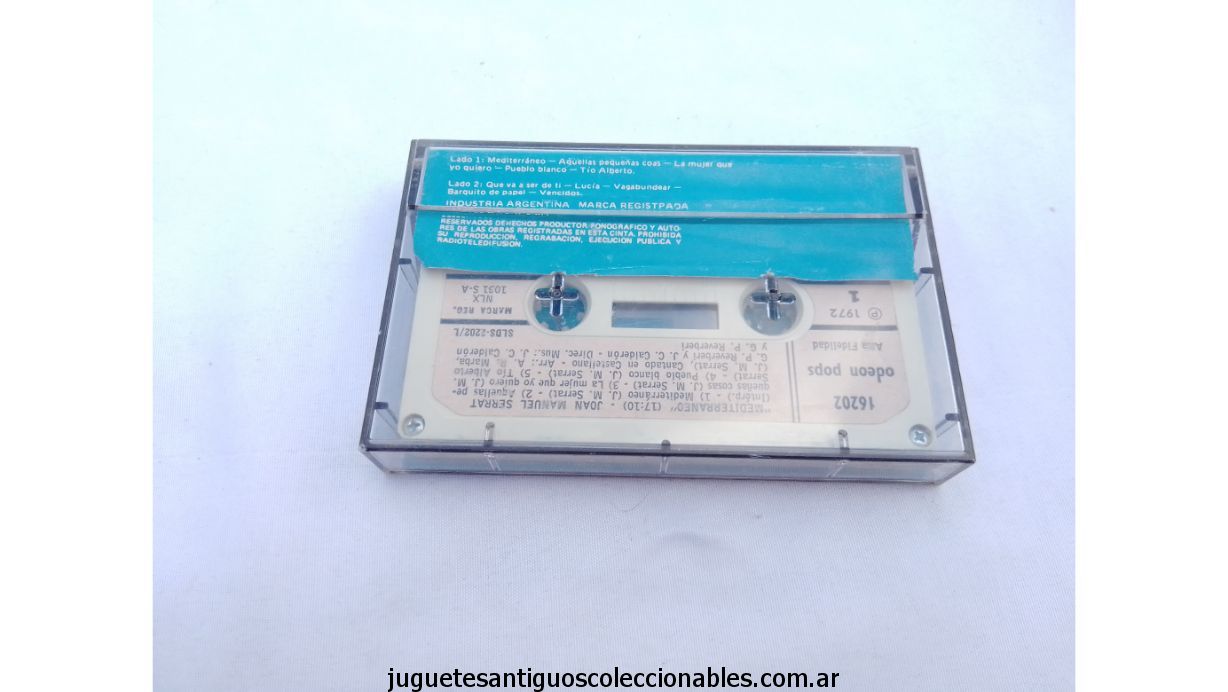 Lado 1: Mediterráneo — Aquellas pequeñas coas — La mujer que
yo quiero — Pueblo blanco — Tío Alberto.
Lado 2: Que va a ser de ti — Lucía — Vagabundear —
Barquito de papel — Vencidos.
INDUSTRIA ARGENTINA MARCA REGISTRADA
RESERVADOS DEHECHOS PRODUCTOR FONOGRAFICO Y AUTO-
RES DE LAS OBRAS REGISTRADAS EN ESTA CINTA. PROHIBIDA
SU REPRODUCCION, REGRABACION, EJECUCION PUBLICA Y
RADIOTELEDIFUSION.
16202
odeon pops
Alta Fidelidad
℗ 1972
1
"MEDITERRANEO" (17:10) - JOAN MANUEL SERRAT
(Intérp.) - 1) Mediterráneo (J. M. Serrat) - 2) Aquellas pe-
queñas cosas (J. M. Serrat) - 3) La mujer que yo quiero (J. M.
Serrat) - 4) Pueblo blanco (J. M. Serrat) - 5) Tío Alberto
(J. M. Serrat), Cantado en Castellano - Arr.: A. R. Marba,
G. P. Reverberi y J. C. Calderón - Direc. Mus.: J. C. Calderón
y G. P. Reverberi
SLDS-2202/L
MARCA REG.
NLX
1031 S-A
juguetesantiguoscoleccionables.com.ar